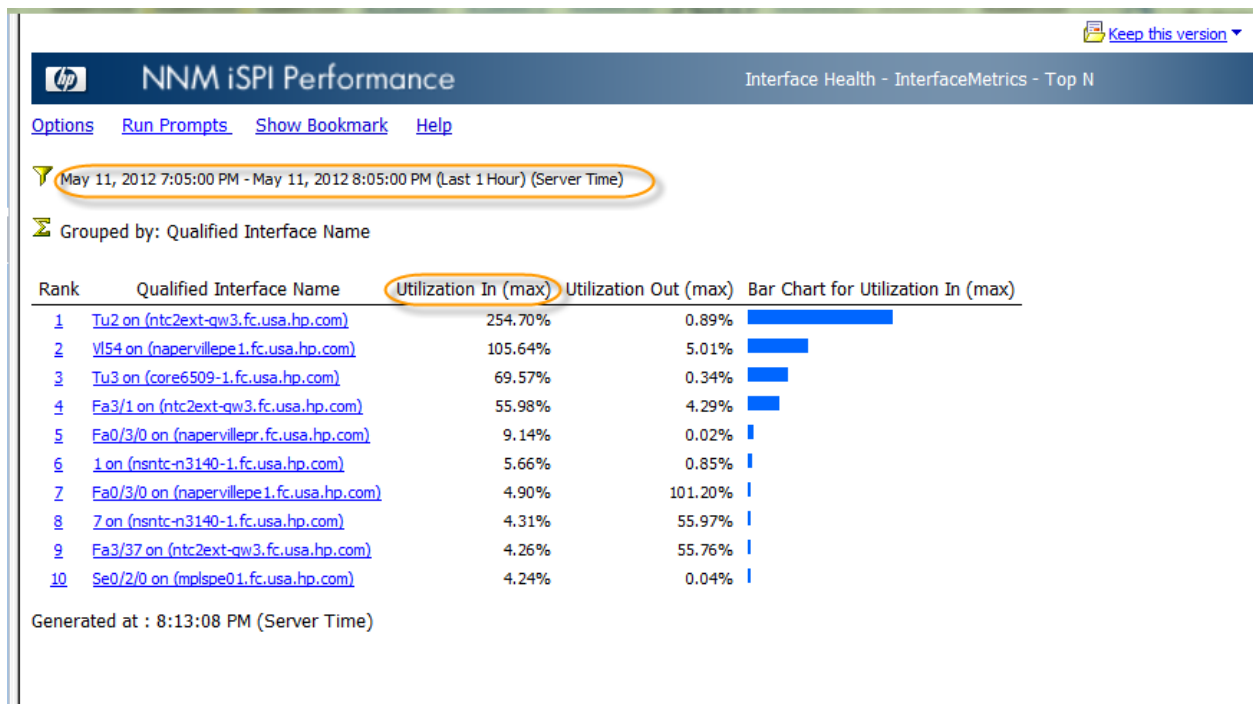 Keep this version
hp NNM iSPI Performance Interface Health - InterfaceMetrics - Top N
Options Run Prompts Show Bookmark Help
May 11, 2012 7:05:00 PM - May 11, 2012 8:05:00 PM (Last 1 Hour) (Server Time)
Grouped by: Qualified Interface Name
Rank Qualified Interface Name Utilization In (max) Utilization Out (max) Bar Chart for Utilization In (max)
1 Tu2 on (ntc2ext-gw3.fc.usa.hp.com) 254.70% 0.89%
2 Vl54 on (napervillepe1.fc.usa.hp.com) 105.64% 5.01%
3 Tu3 on (core6509-1.fc.usa.hp.com) 69.57% 0.34%
4 Fa3/1 on (ntc2ext-gw3.fc.usa.hp.com) 55.98% 4.29%
5 Fa0/3/0 on (napervillepr.fc.usa.hp.com) 9.14% 0.02%
6 1 on (nsntc-n3140-1.fc.usa.hp.com) 5.66% 0.85%
7 Fa0/3/0 on (napervillepe1.fc.usa.hp.com) 4.90% 101.20%
8 7 on (nsntc-n3140-1.fc.usa.hp.com) 4.31% 55.97%
9 Fa3/37 on (ntc2ext-gw3.fc.usa.hp.com) 4.26% 55.76%
10 Se0/2/0 on (mplspe01.fc.usa.hp.com) 4.24% 0.04%
Generated at : 8:13:08 PM (Server Time)